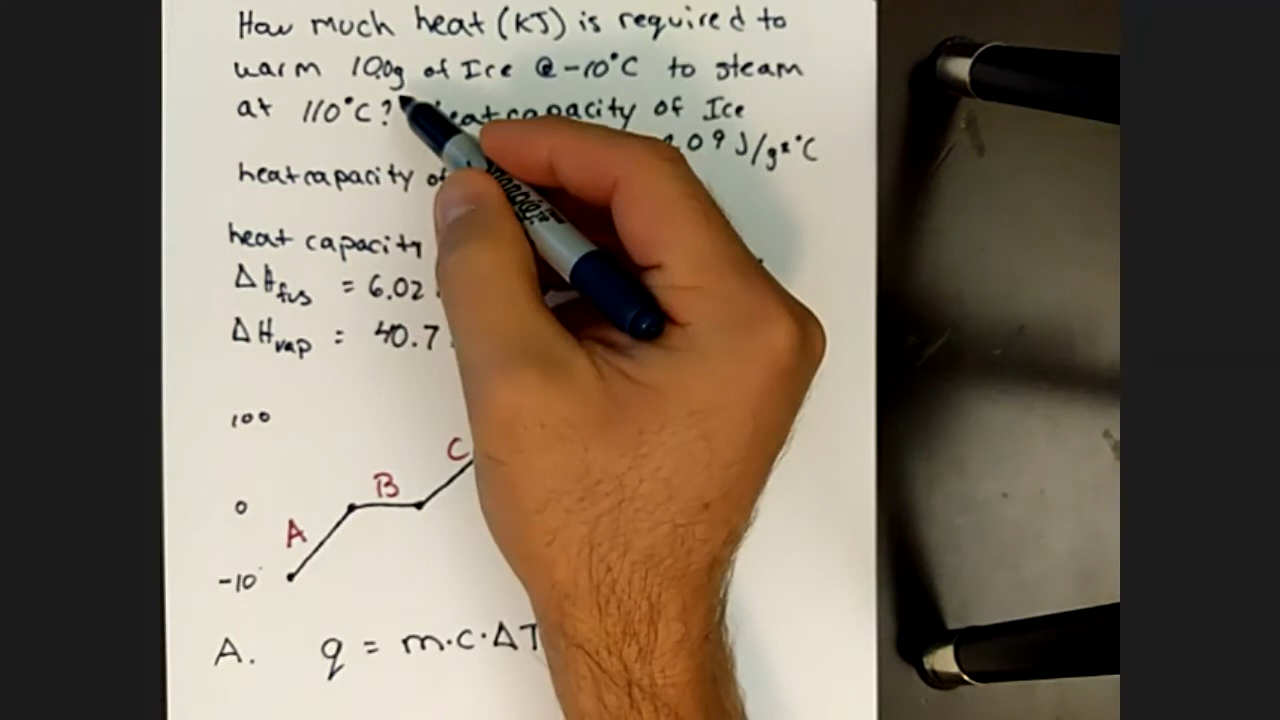 How much heat (KJ) is required to
warm 10.0g of Ice @ -10°C to steam
at 110°C? heat capacity of Ice
2.09 J/g*°C
heat capacity of
heat capacity
ΔHfus = 6.02
ΔHvap = 40.7
100
C
B
0
A
-10
A. q = m·c·ΔT